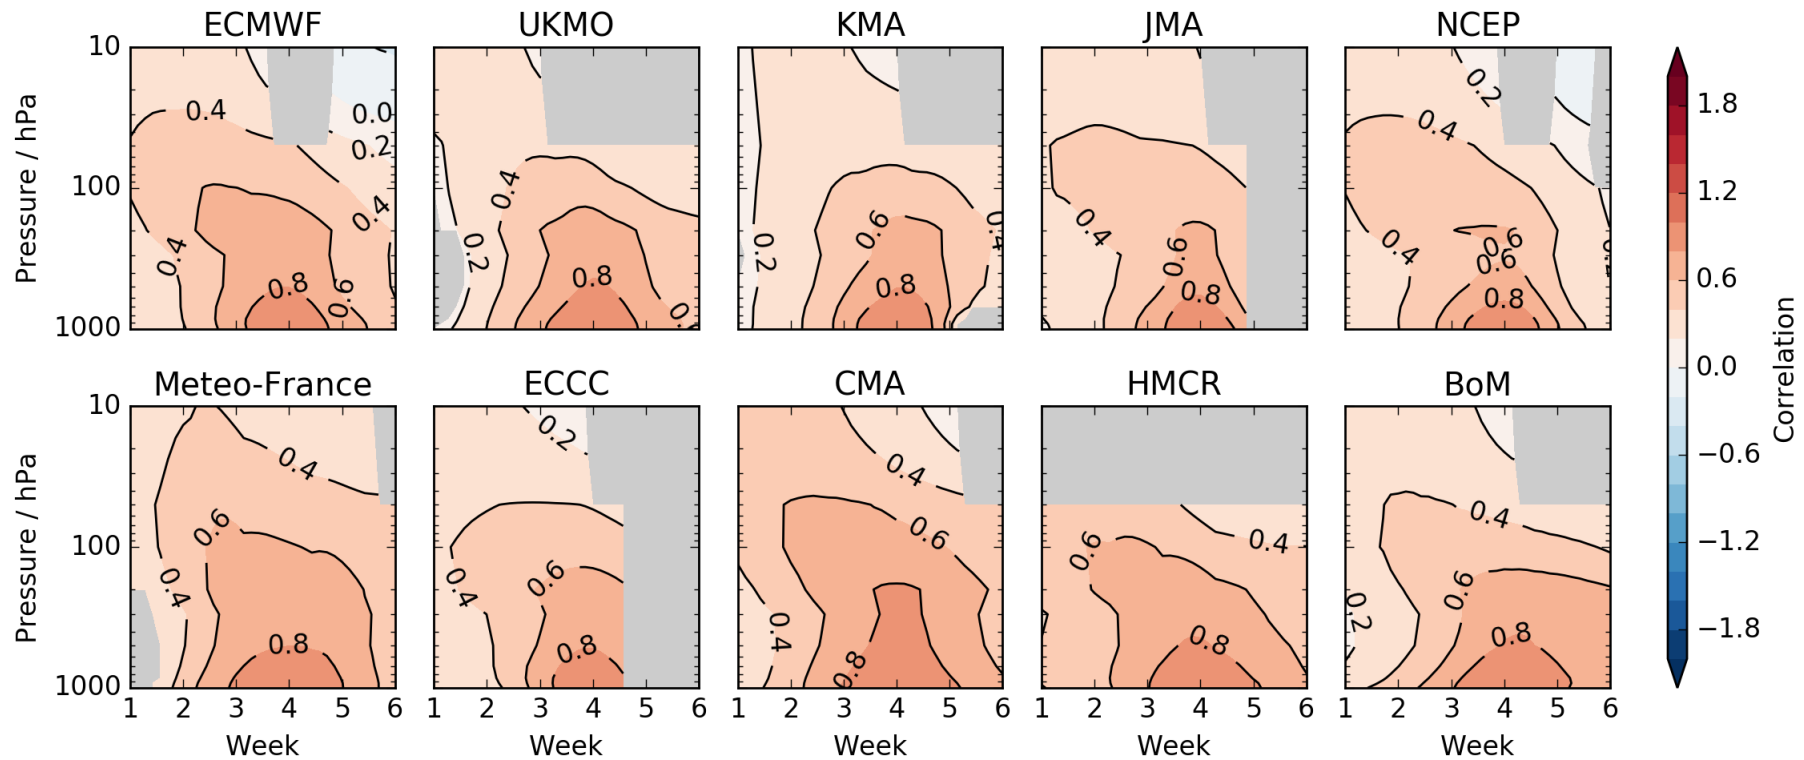 ECMWF UKMO KMA JMA NCEP
Pressure / hPa
10
100
1000
0.4 0.0 0.2 0.4 0.4 0.8 0.6
0.4 0.2 0.8
0.6 0.2 0.8
0.4 0.6 0.8
0.2 0.4 0.4 0.6 0.6 0.8
Meteo-France ECCC CMA HMCR BoM
Pressure / hPa
10
100
1000
0.4 0.6 0.4 0.8
0.2 0.6 0.4 0.8
0.4 0.6 0.4 0.8
0.6 0.4 0.8
0.4 0.6 0.2 0.8
1 2 3 4 5 6 1 2 3 4 5 6 1 2 3 4 5 6 1 2 3 4 5 6 1 2 3 4 5 6
Week Week Week Week Week
1.8
1.2
0.6
0.0
−0.6
−1.2
−1.8
Correlation